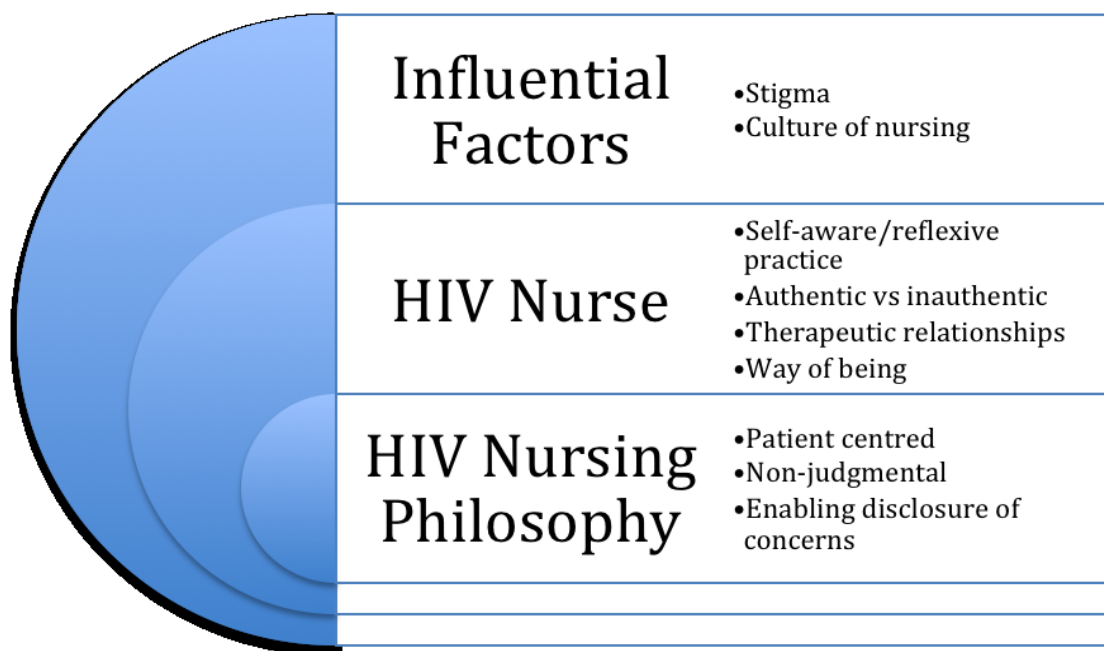 Influential
Factors
•Stigma
•Culture of nursing
HIV Nurse
•Self-aware/reflexive
practice
•Authentic vs inauthentic
•Therapeutic relationships
•Way of being
HIV Nursing
Philosophy
•Patient centred
•Non-judgmental
•Enabling disclosure of
concerns